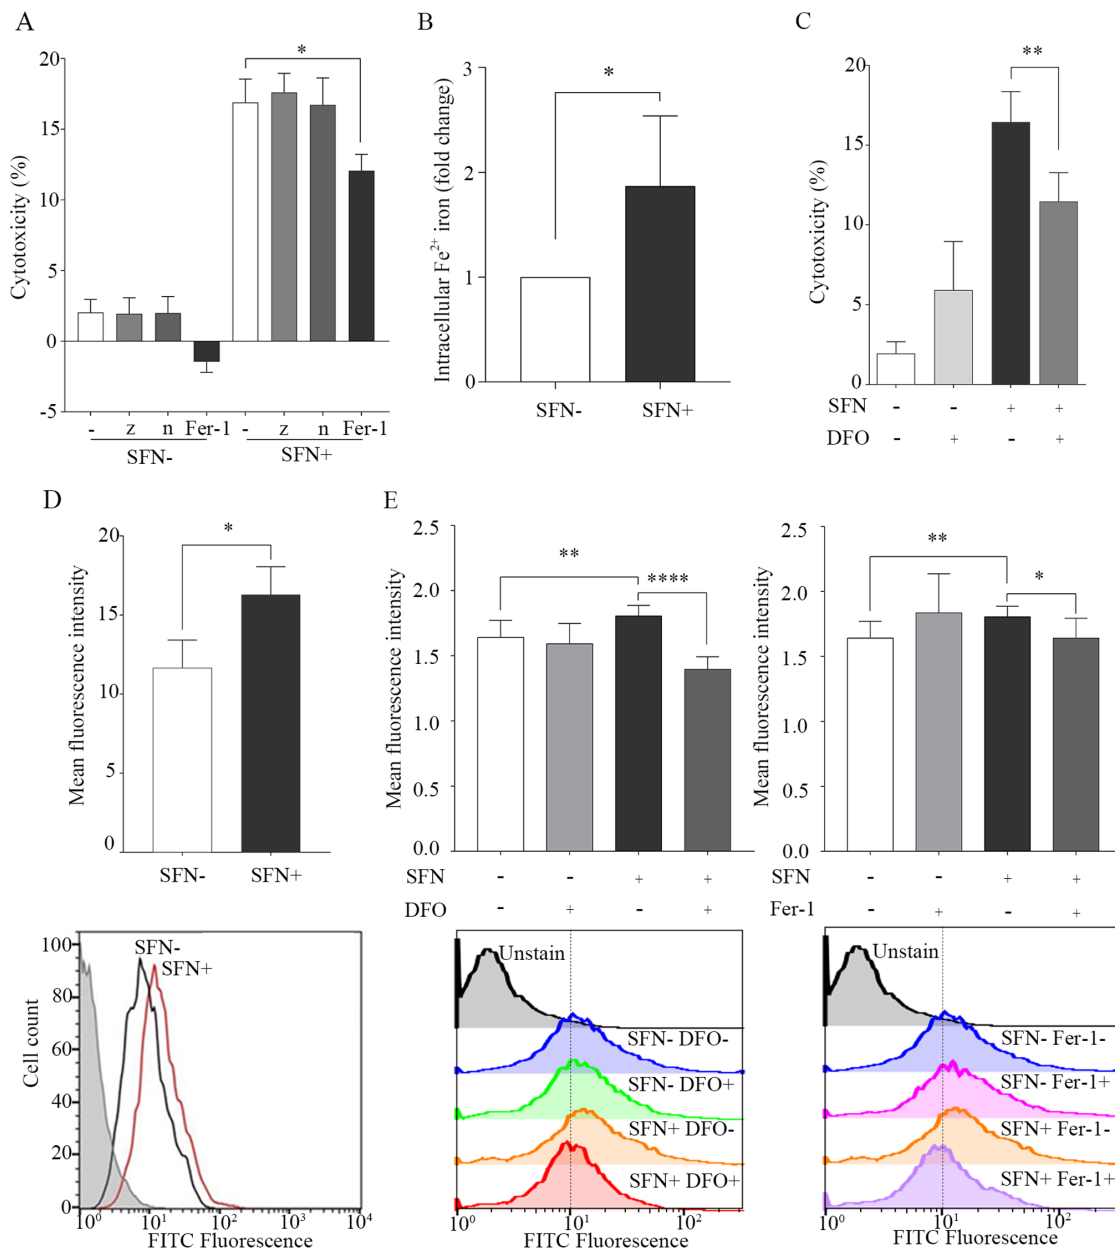 A
Cytotoxicity (%)
20
15
10
5
0
-5
*
- z n Fer-1 - z n Fer-1
SFN- SFN+
B
Intracellular Fe2+ iron (fold change)
3
2
1
0
*
SFN- SFN+
C
Cytotoxicity (%)
20
15
10
5
0
**
SFN - - + +
DFO - + - +
D
Mean fluorescence intensity
20
15
10
5
0
*
SFN- SFN+
Cell count
100
80
60
40
20
0
SFN-
SFN+
10^0 10^1 10^2 10^3 10^4
FITC Fluorescence
E
Mean fluorescence intensity
2.5
2.0
1.5
1.0
0.5
0.0
**
****
SFN - - + +
DFO - + - +
Unstain
SFN- DFO-
SFN- DFO+
SFN+ DFO-
SFN+ DFO+
10^0 10^1 10^2
FITC Fluorescence
Mean fluorescence intensity
2.5
2.0
1.5
1.0
0.5
0.0
**
*
SFN - - + +
Fer-1 - + - +
Unstain
SFN- Fer-1-
SFN- Fer-1+
SFN+ Fer-1-
SFN+ Fer-1+
10^0 10^1 10^2
FITC Fluorescence